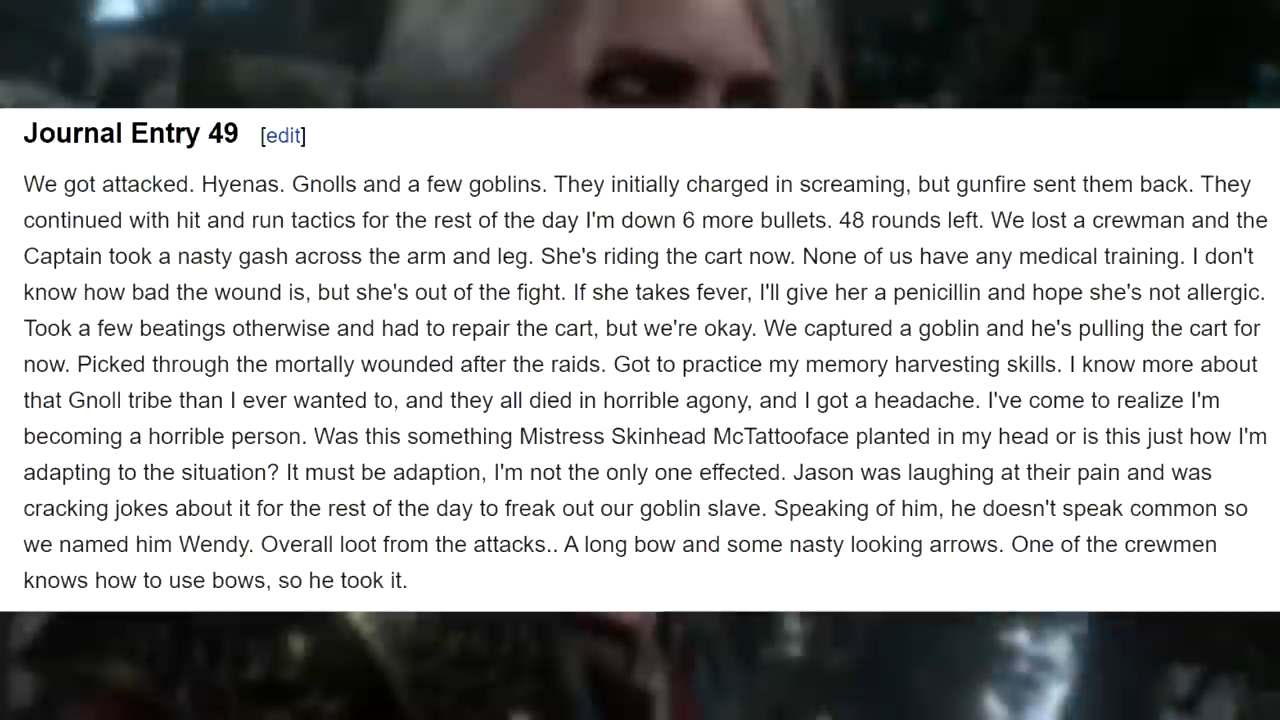 Journal Entry 49 [edit]
We got attacked. Hyenas. Gnolls and a few goblins. They initially charged in screaming, but gunfire sent them back. They
continued with hit and run tactics for the rest of the day I'm down 6 more bullets. 48 rounds left. We lost a crewman and the
Captain took a nasty gash across the arm and leg. She's riding the cart now. None of us have any medical training. I don't
know how bad the wound is, but she's out of the fight. If she takes fever, I'll give her a penicillin and hope she's not allergic.
Took a few beatings otherwise and had to repair the cart, but we're okay. We captured a goblin and he's pulling the cart for
now. Picked through the mortally wounded after the raids. Got to practice my memory harvesting skills. I know more about
that Gnoll tribe than I ever wanted to, and they all died in horrible agony, and I got a headache. I've come to realize I'm
becoming a horrible person. Was this something Mistress Skinhead McTattooface planted in my head or is this just how I'm
adapting to the situation? It must be adaption, I'm not the only one effected. Jason was laughing at their pain and was
cracking jokes about it for the rest of the day to freak out our goblin slave. Speaking of him, he doesn't speak common so
we named him Wendy. Overall loot from the attacks.. A long bow and some nasty looking arrows. One of the crewmen
knows how to use bows, so he took it.